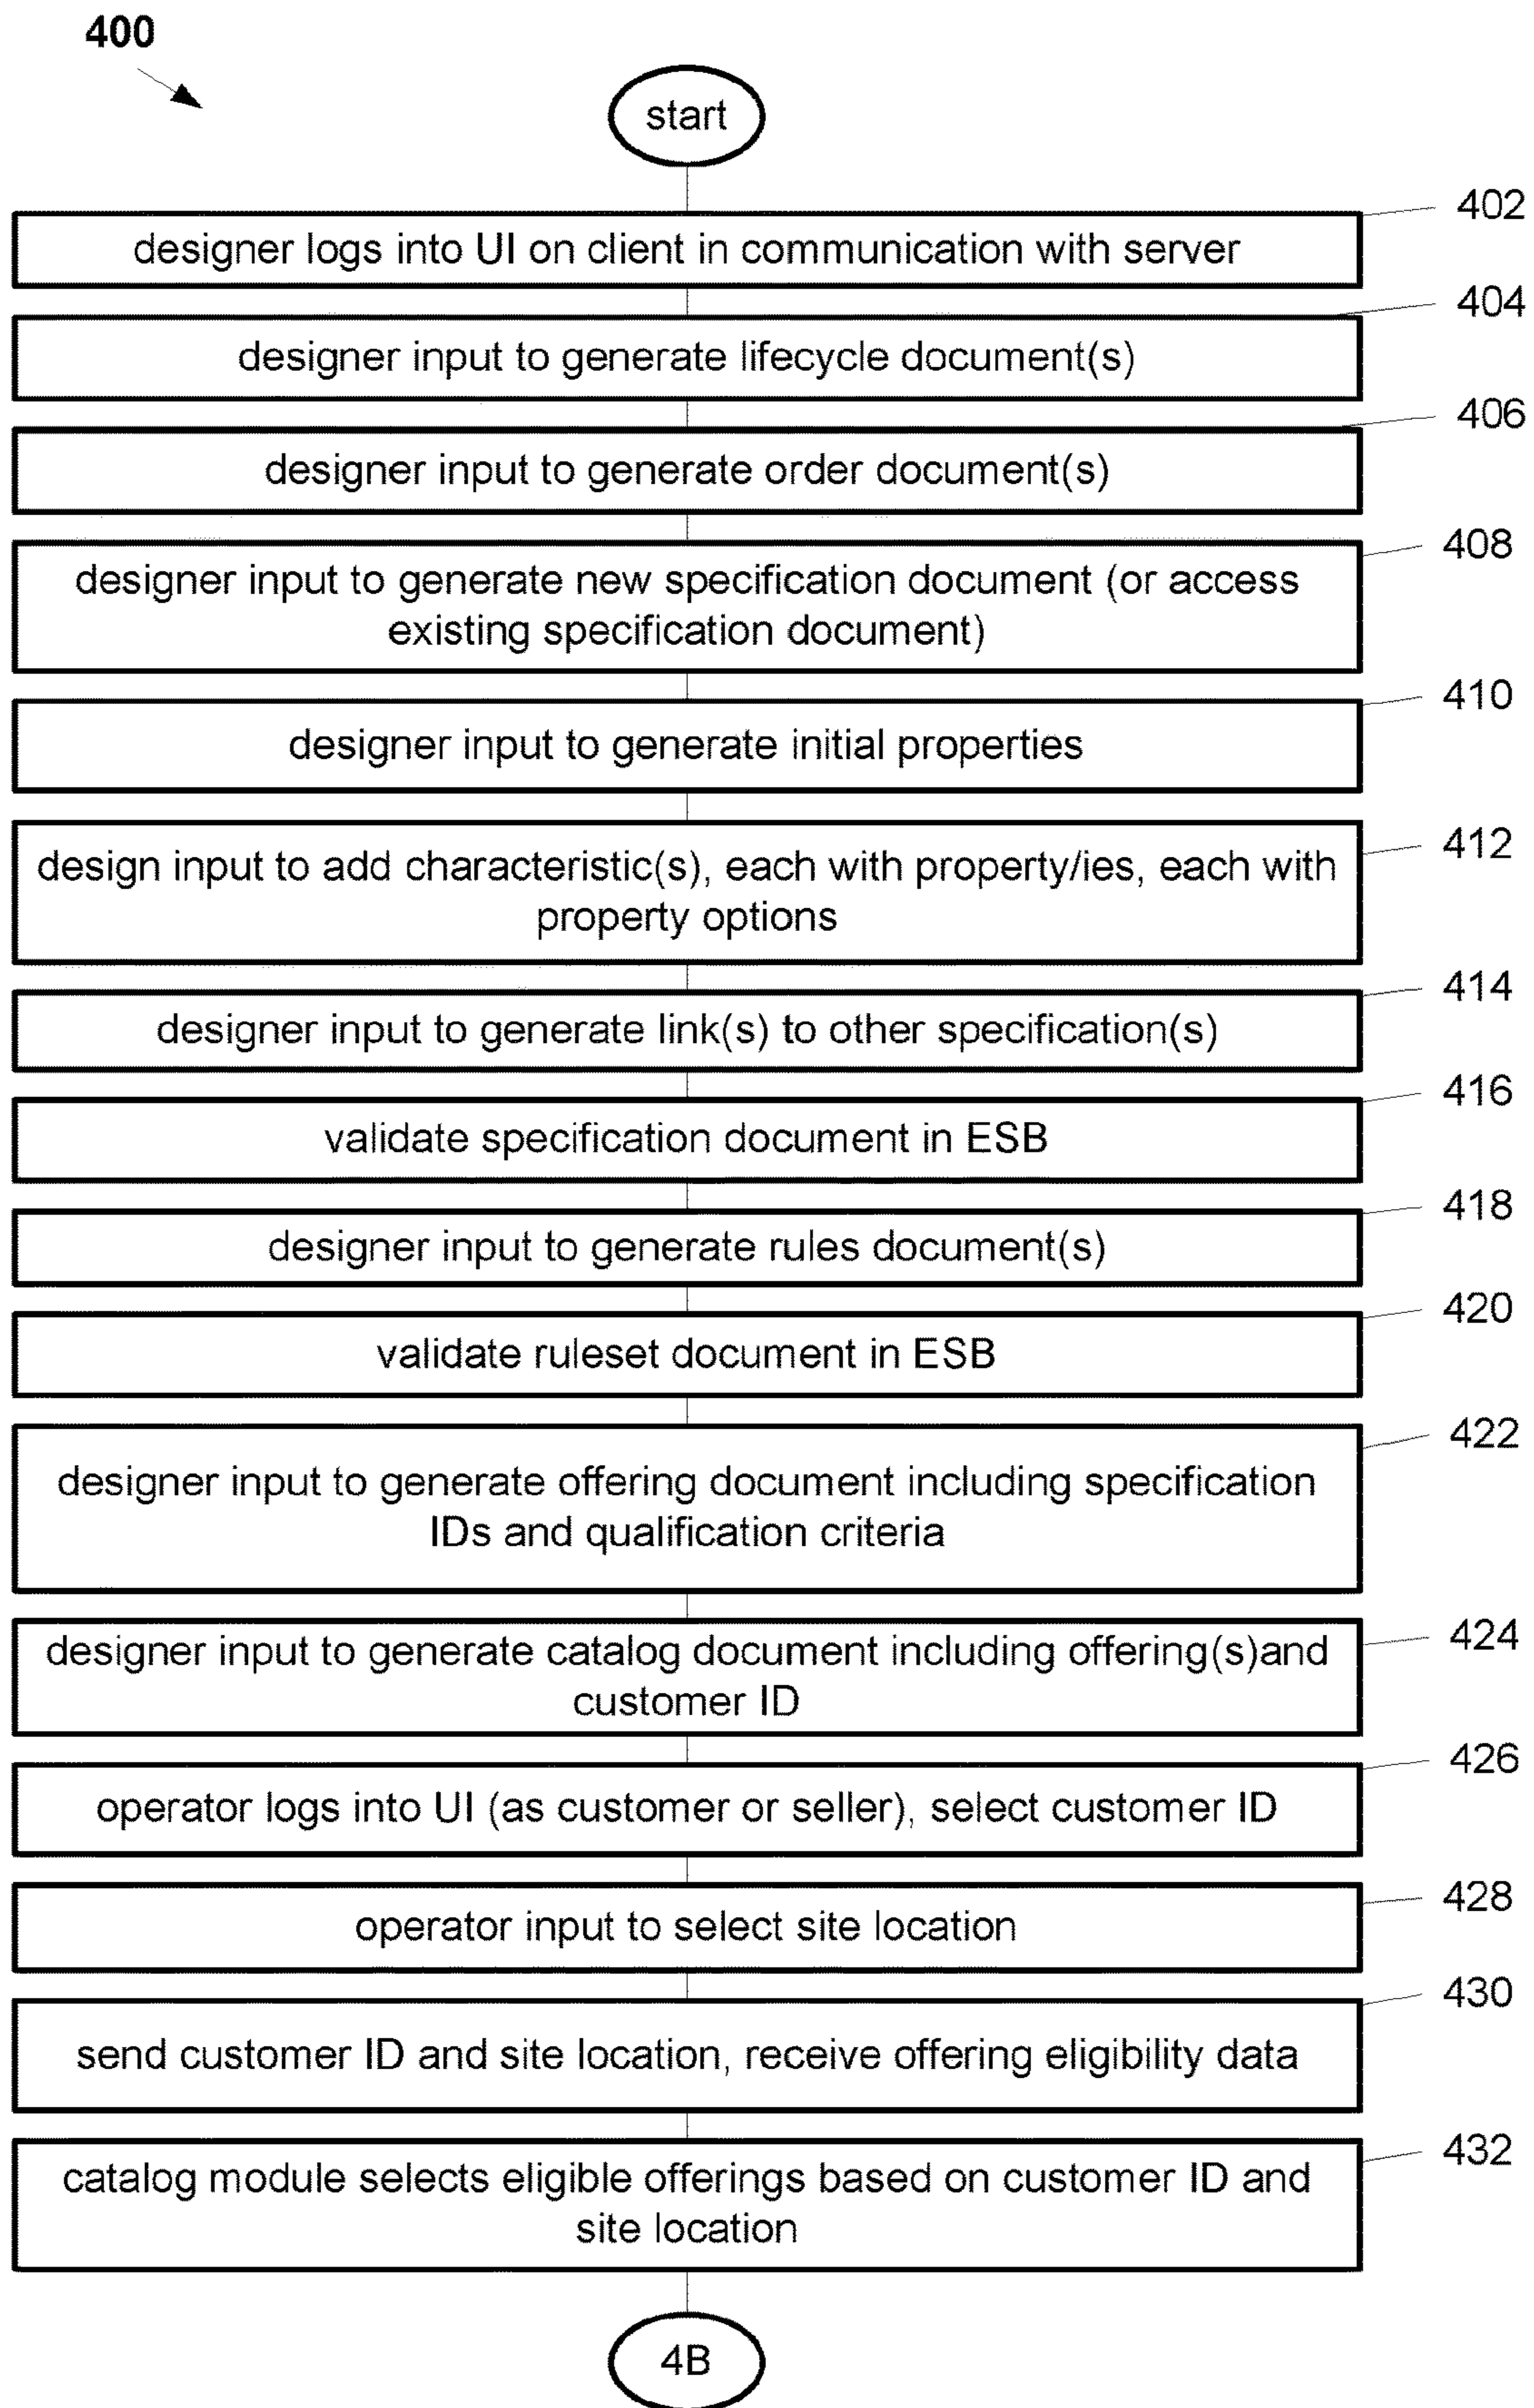 400
start
402
designer logs into UI on client in communication with server
404
designer input to generate lifecycle document(s)
406
designer input to generate order document(s)
408
designer input to generate new specification document (or access
existing specification document)
410
designer input to generate initial properties
412
design input to add characteristic(s), each with property/ies, each with
property options
414
designer input to generate link(s) to other specification(s)
416
validate specification document in ESB
418
designer input to generate rules document(s)
420
validate ruleset document in ESB
422
designer input to generate offering document including specification
IDs and qualification criteria
424
designer input to generate catalog document including offering(s)and
customer ID
426
operator logs into UI (as customer or seller), select customer ID
428
operator input to select site location
430
send customer ID and site location, receive offering eligibility data
432
catalog module selects eligible offerings based on customer ID and
site location
4B